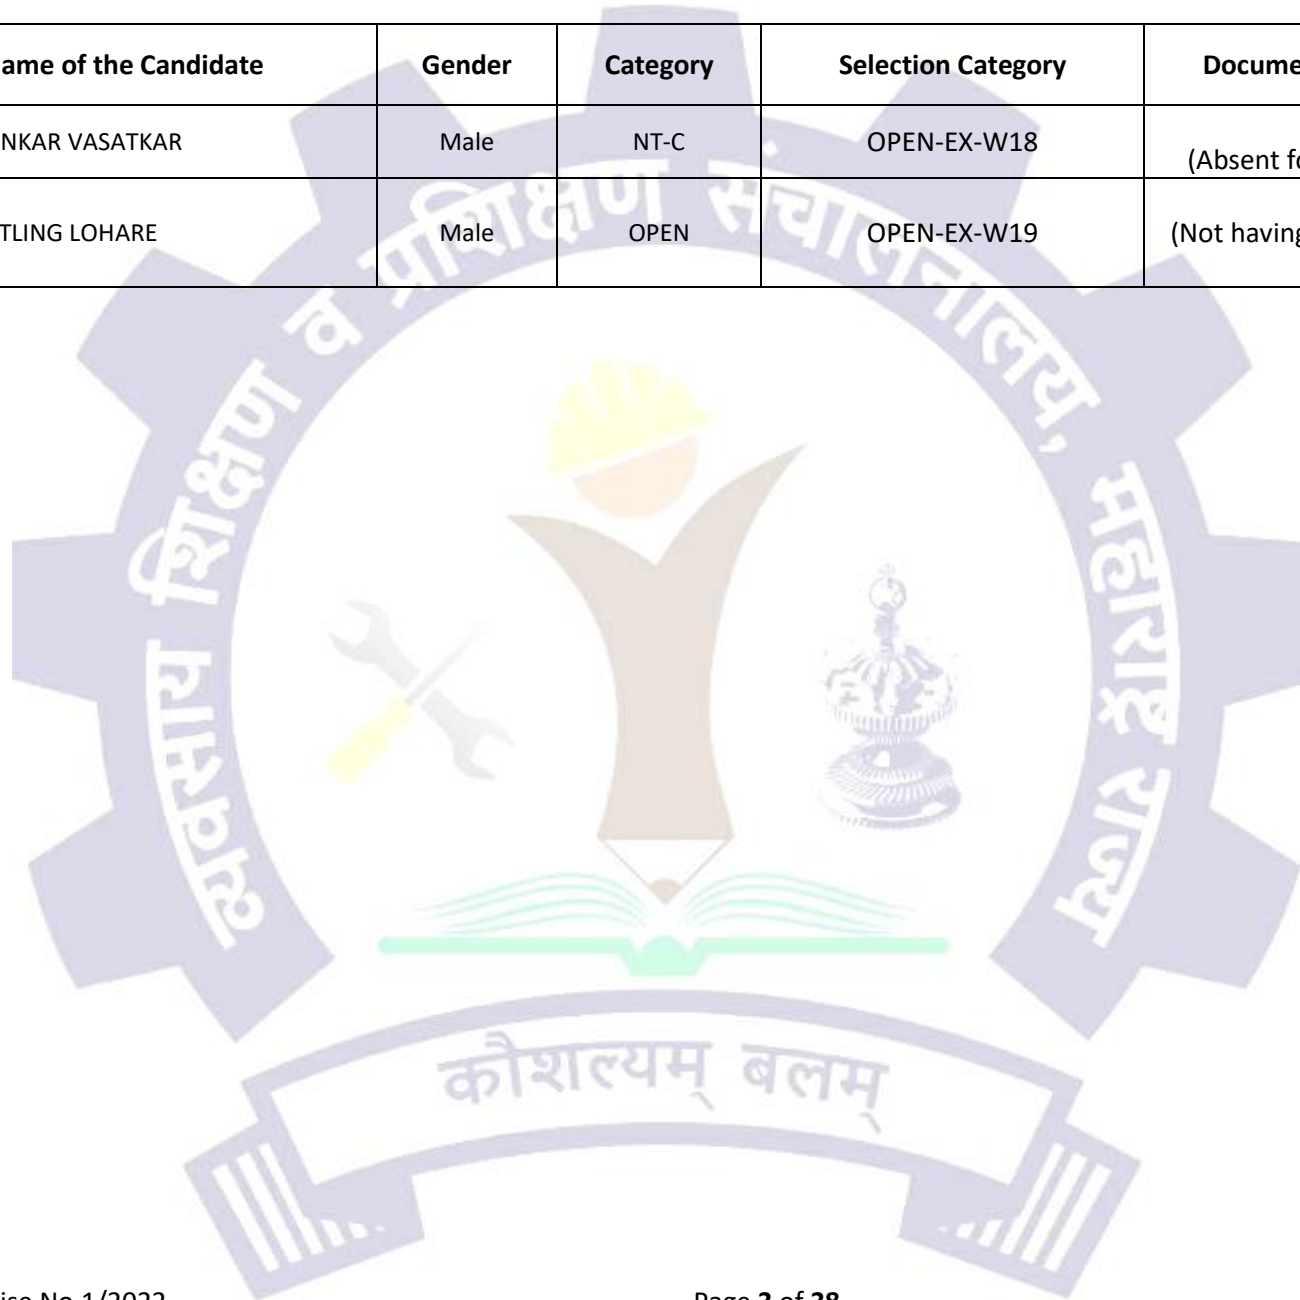 ame of the Candidate Gender Category Selection Category Docume
NKAR VASATKAR Male NT-C OPEN-EX-W18 (Absent fo
TLING LOHARE Male OPEN OPEN-EX-W19 (Not having
व्यवसाय शिक्षण व प्रशिक्षण संचालनालय, महाराष्ट्र राज्य
कौशल्यम् बलम्
Page of